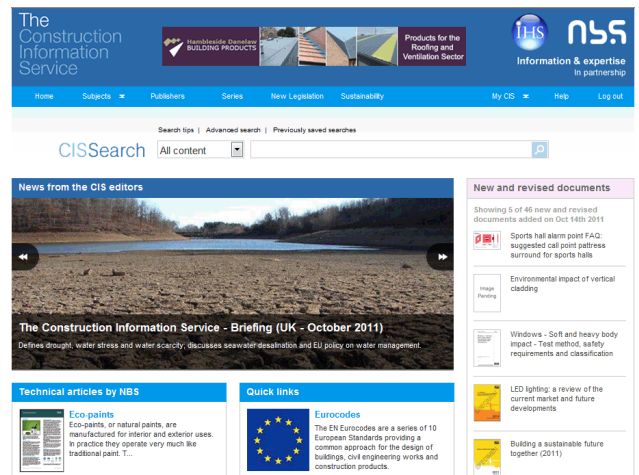 The
Construction
Information
Service
Hambleside Danelaw
BUILDING PRODUCTS
Products for the
Roofing and
Ventilation Sector
IHS
nbs
Information & expertise
In partnership
Home Subjects Publishers Series New Legislation Sustainability My CIS Help Log out
Search tips | Advanced search | Previously saved searches
CISSearch All content
News from the CIS editors
The Construction Information Service - Briefing (UK - October 2011)
Defines drought, water stress and water scarcity; discusses seawater desalination and EU policy on water management.
New and revised documents
Showing 5 of 46 new and revised
documents added on Oct 14th 2011
Sports hall alarm point FAQ:
suggested call point pattress
surround for sports halls
Image
Pending
Environmental impact of vertical
cladding
Windows - Soft and heavy body
impact - Test method, safety
requirements and classification
LED lighting: a review of the
current market and future
developments
Building a sustainable future
together (2011)
Technical articles by NBS
Eco-paints
Eco-paints, or natural paints, are
manufactured for interior and exterior uses.
In practice they operate very much like
traditional paint. T...
Quick links
Eurocodes
The EN Eurocodes are a series of 10
European Standards providing a
common approach for the design of
buildings, civil engineering works and
construction products.